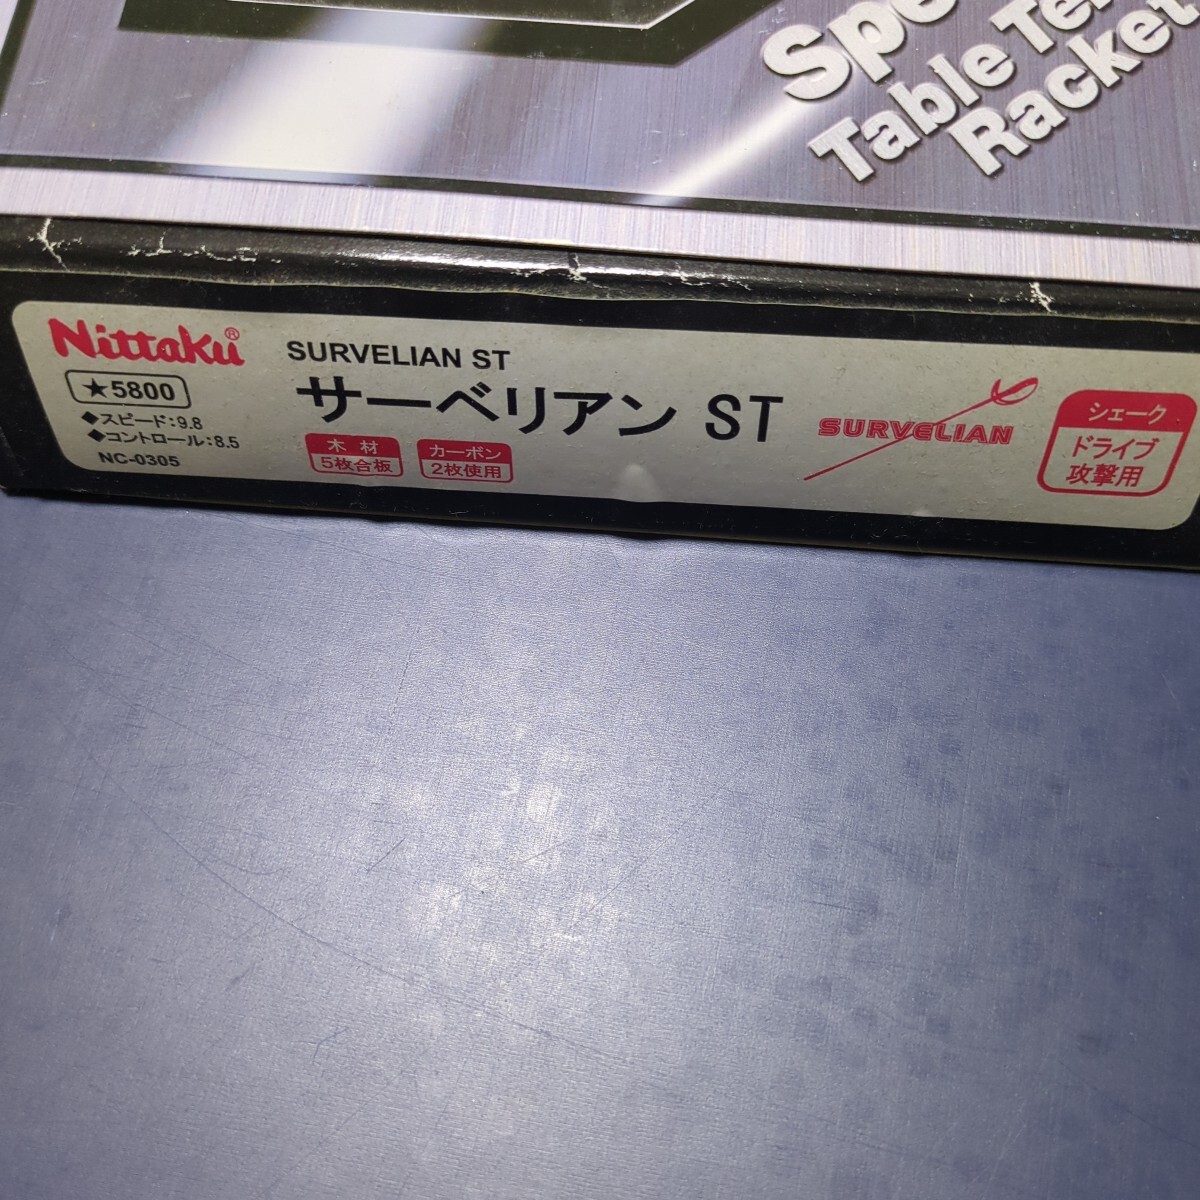 Table
Racket
Nittaku®
SURVELIAN ST
★5800
サーベリアン ST
◆スピード:9.8
◆コントロール:8.5
NC-0305
木材
5枚合板
カーボン
2枚使用
SURVELIAN
シェーク
ドライブ
攻撃用